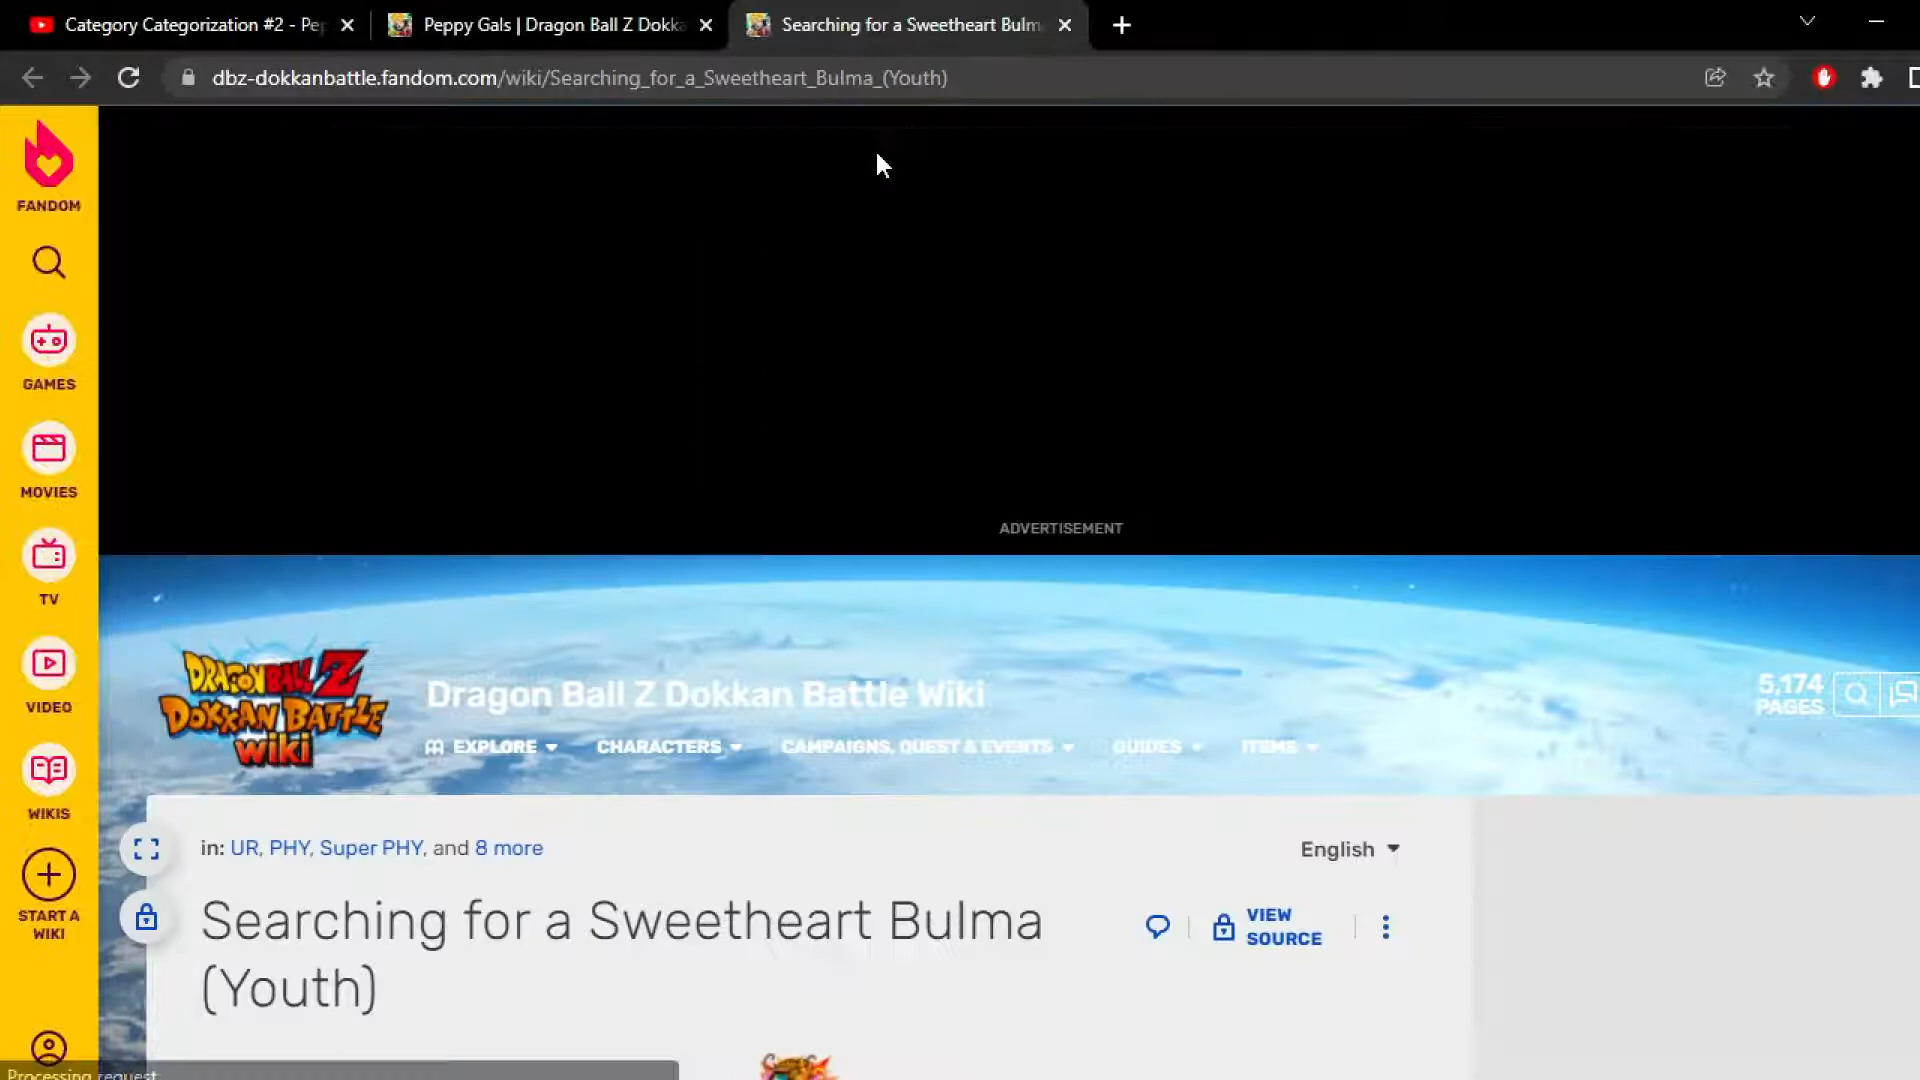 Category Categorization #2 - Pep
Peppy Gals | Dragon Ball Z Dokka
Searching for a Sweetheart Bulm
dbz-dokkanbattle.fandom.com/wiki/Searching_for_a_Sweetheart_Bulma_(Youth)
FANDOM
GAMES
MOVIES
TV
VIDEO
WIKIS
START A
WIKI
ADVERTISEMENT
DRAGON BALL Z
DOKKAN BATTLE
wiki
Dragon Ball Z Dokkan Battle Wiki
5,174
PAGES
EXPLORE
CHARACTERS
CAMPAIGNS, QUEST & EVENTS
GUIDES
ITEMS
in: UR, PHY, Super PHY, and 8 more
English
Searching for a Sweetheart Bulma
(Youth)
VIEW
SOURCE
Processing request